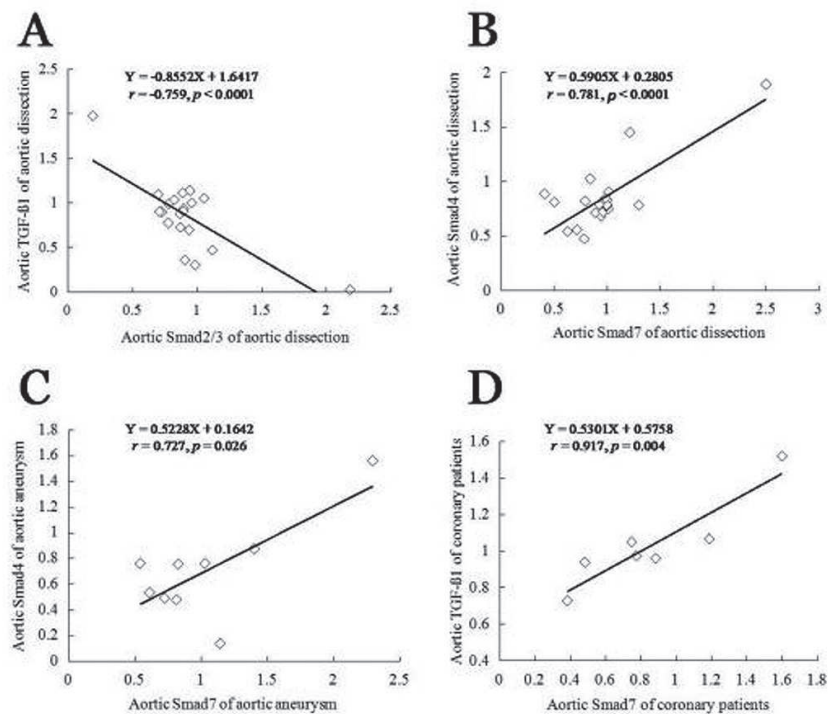 A
Y = -0.8552X + 1.6417
r = -0.759, p < 0.0001
Aortic TGF-ß1 of aortic dissection
2.5
2
1.5
1
0.5
0
0 0.5 1 1.5 2 2.5
Aortic Smad2/3 of aortic dissection
B
Y = 0.5905X + 0.2805
r = 0.781, p < 0.0001
Aortic Smad4 of aortic dissection
2
1.5
1
0.5
0
0 0.5 1 1.5 2 2.5 3
Aortic Smad7 of aortic dissection
C
Y = 0.5228X + 0.1642
r = 0.727, p = 0.026
Aortic Smad4 of aortic aneurysm
1.8
1.6
1.4
1.2
1
0.8
0.6
0.4
0.2
0
0 0.5 1 1.5 2 2.5
Aortic Smad7 of aortic aneurysm
D
Y = 0.5301X + 0.5758
r = 0.917, p = 0.004
Aortic TGF-ß1 of coronary patients
1.6
1.4
1.2
1
0.8
0.6
0.4
0 0.2 0.4 0.6 0.8 1 1.2 1.4 1.6 1.8
Aortic Smad7 of coronary patients